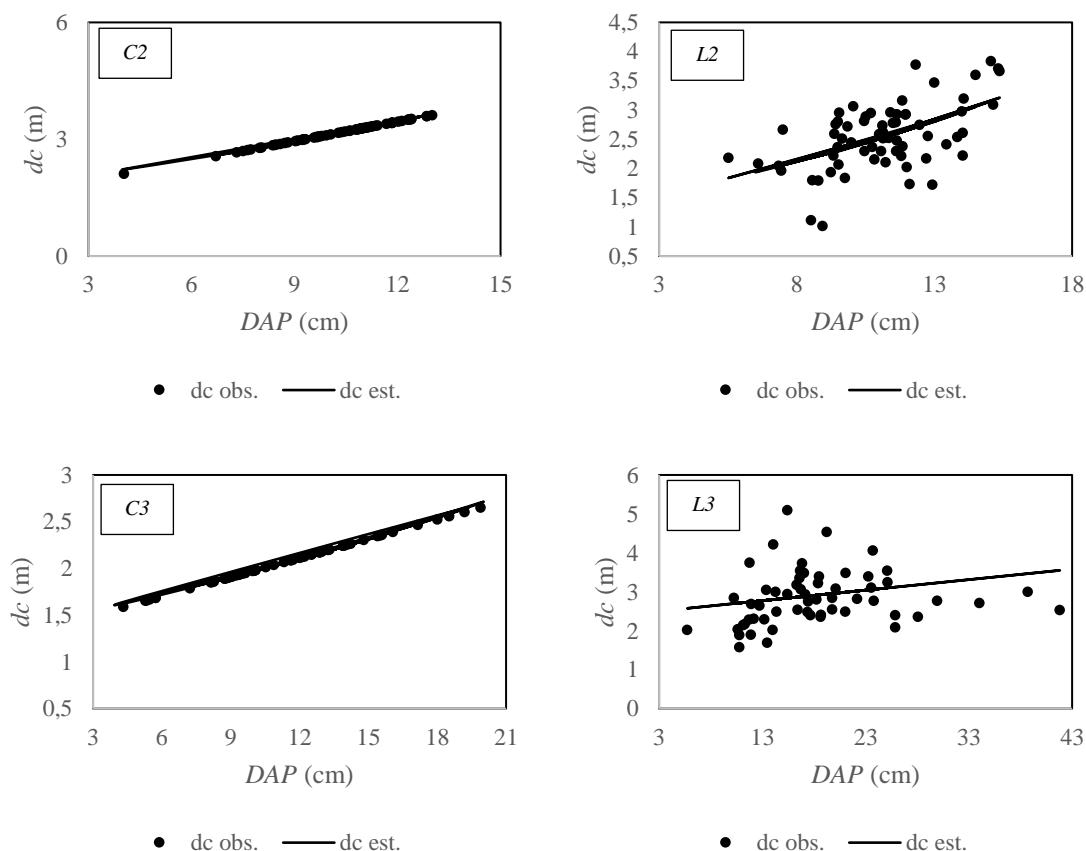 C2
6
3
0
3 6 9 12 15
dc (m)
DAP (cm)
dc obs. dc est.
L2
4,5
4
3,5
3
2,5
2
1,5
1
0,5
3 8 13 18
dc (m)
DAP (cm)
dc obs. dc est.
C3
3
2,5
2
1,5
1
0,5
3 6 9 12 15 18 21
dc (m)
DAP (cm)
dc obs. dc est.
L3
6
5
4
3
2
1
0
3 13 23 33 43
dc (m)
DAP (cm)
dc obs. dc est.